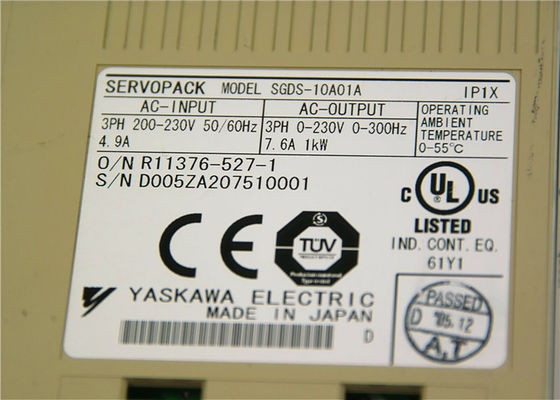 SERVOPACK MODEL SGDS-10A01A IP1X
AC-INPUT AC-OUTPUT OPERATING AMBIENT TEMPERATURE 0-55°C
3PH 200-230V 50/60Hz 3PH 0-230V 0-300Hz
4.9A 7.6A 1kW
O/N R11376-527-1
S/N D005ZA207510001
C UL US
LISTED
IND. CONT. EQ.
61Y1
CE
S
TÜV
YASKAWA ELECTRIC
MADE IN JAPAN
D
PASSED
D '05.12
A.T